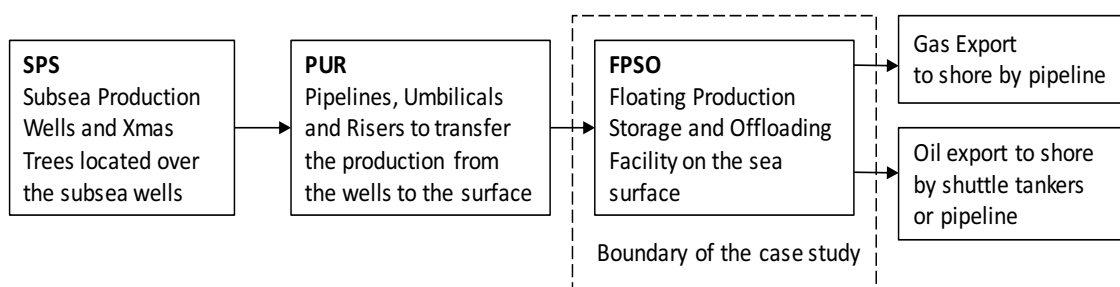 SPS
Subsea Production
Wells and Xmas
Trees located over
the subsea wells
PUR
Pipelines, Umbilicals
and Risers to transfer
the production from
the wells to the surface
FPSO
Floating Production
Storage and Offloading
Facility on the sea
surface
Boundary of the case study
Gas Export
to shore by pipeline
Oil export to shore
by shuttle tankers
or pipeline